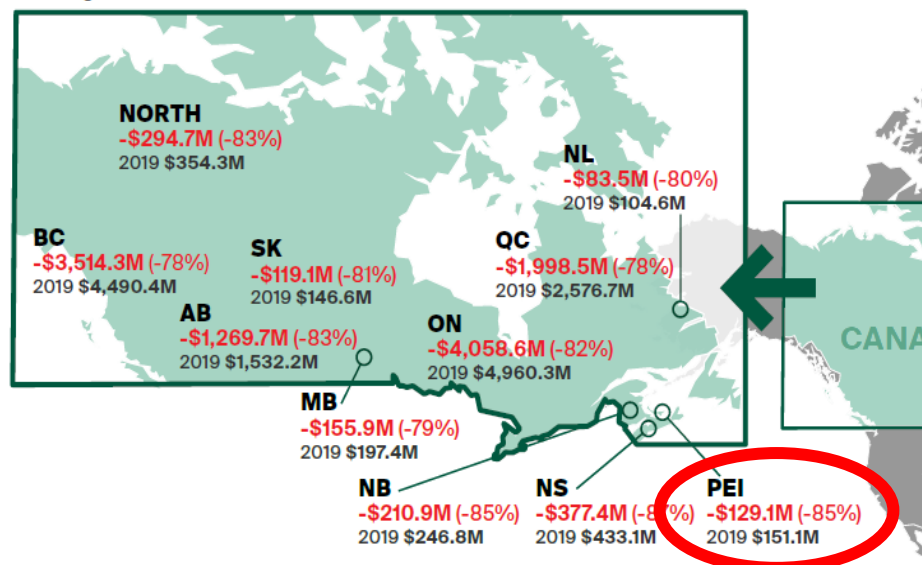 NORTH
-$294.7M (-83%)
2019 $354.3M
NL
-$83.5M (-80%)
2019 $104.6M
BC
-$3,514.3M (-78%)
2019 $4,490.4M
SK
-$119.1M (-81%)
2019 $146.6M
QC
-$1,998.5M (-78%)
2019 $2,576.7M
AB
-$1,269.7M (-83%)
2019 $1,532.2M
ON
-$4,058.6M (-82%)
2019 $4,960.3M
CANA
MB
-$155.9M (-79%)
2019 $197.4M
NB
-$210.9M (-85%)
2019 $246.8M
NS
-$377.4M (-87%)
2019 $433.1M
PEI
-$129.1M (-85%)
2019 $151.1M